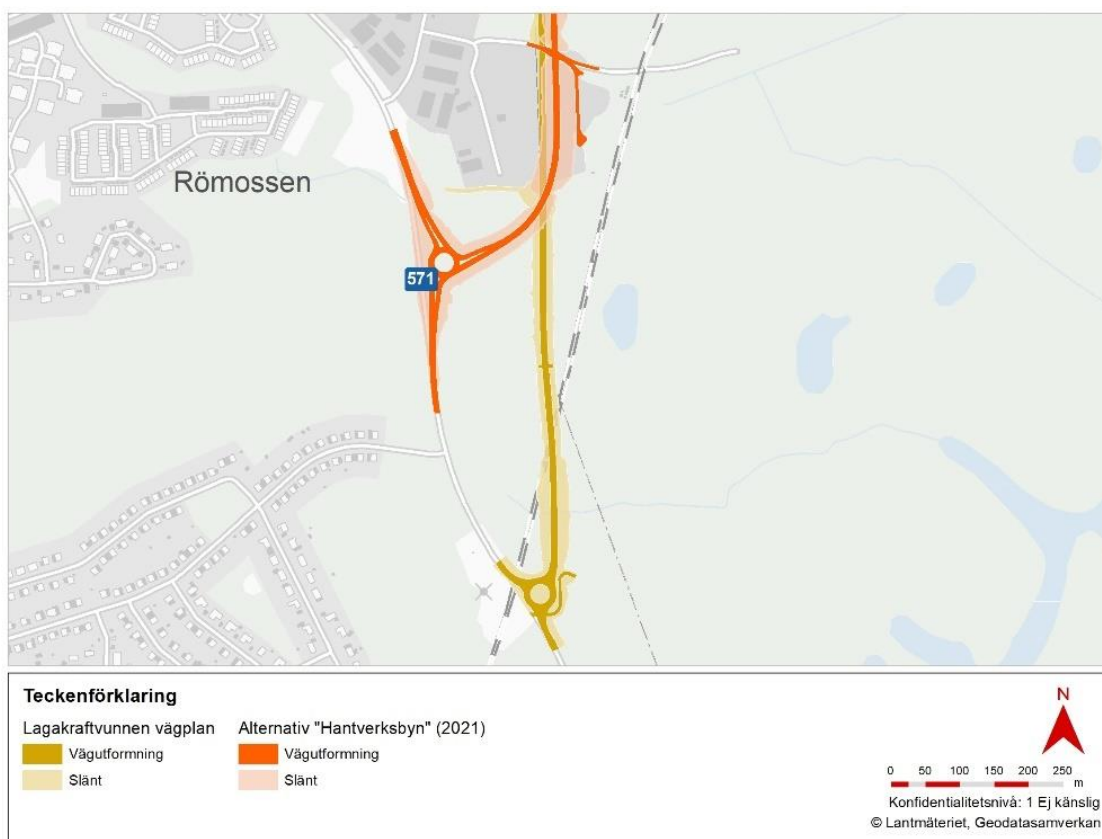 Römossen
571
Teckenförklaring
Lagakraftvunnen vägplan
Vägutformning
Slänt
Alternativ "Hantverksbyn" (2021)
Vägutformning
Slänt
N
0 50 100 150 200 250
m
Konfidentialitetsnivå: 1 Ej känslig
© Lantmäteriet, Geodatasamverkan